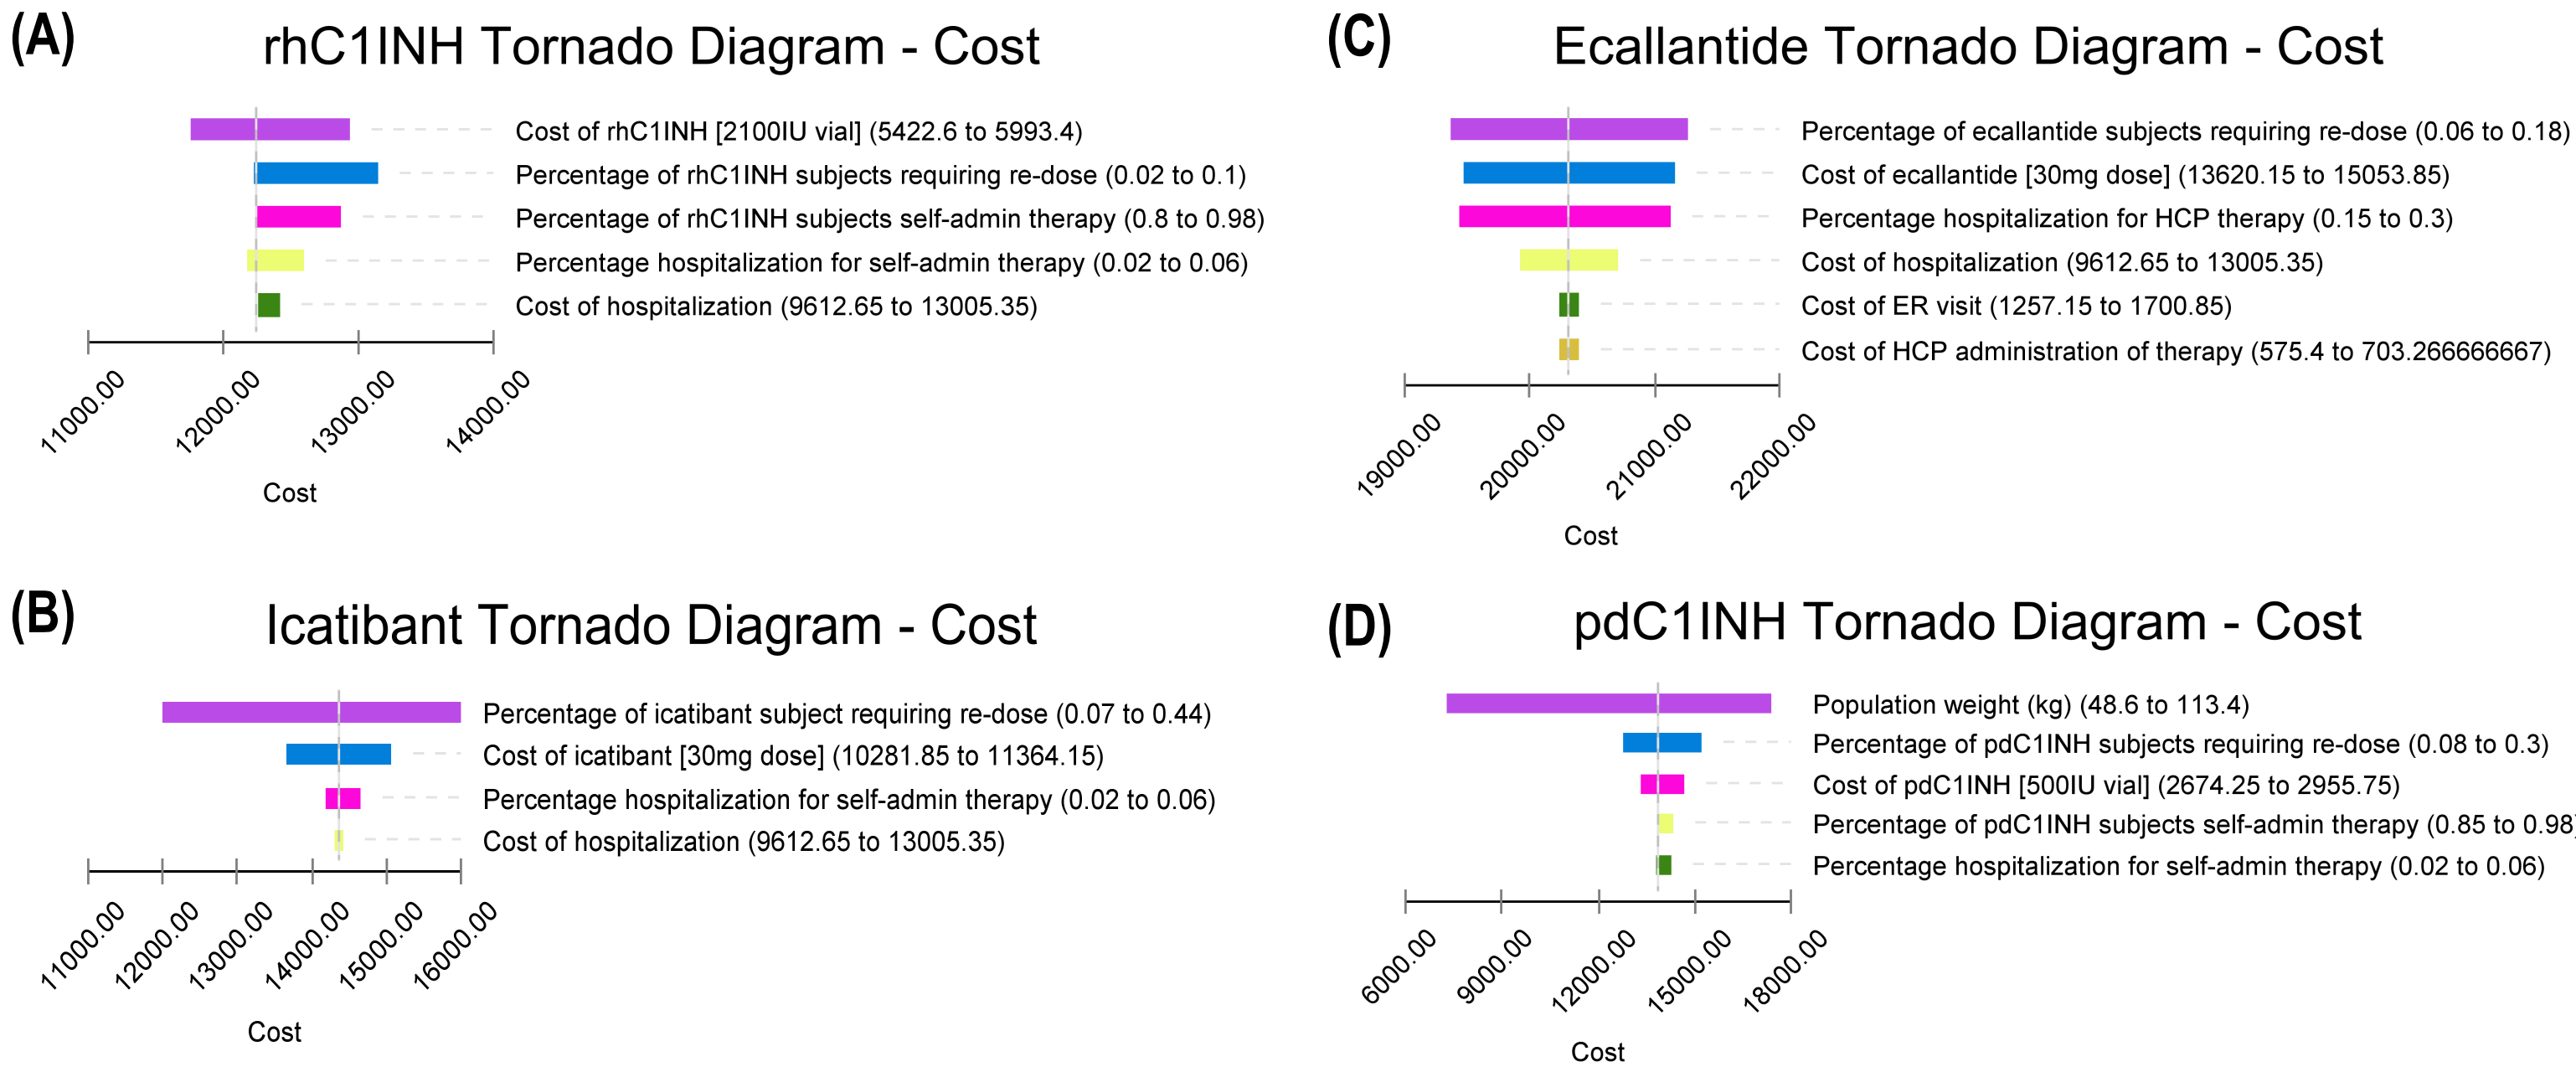 (A)
rhC1INH Tornado Diagram - Cost
Cost of rhC1INH [2100IU vial] (5422.6 to 5993.4)
Percentage of rhC1INH subjects requiring re-dose (0.02 to 0.1)
Percentage of rhC1INH subjects self-admin therapy (0.8 to 0.98)
Percentage hospitalization for self-admin therapy (0.02 to 0.06)
Cost of hospitalization (9612.65 to 13005.35)
11000.00
12000.00
13000.00
14000.00
Cost
(B)
Icatibant Tornado Diagram - Cost
Percentage of icatibant subject requiring re-dose (0.07 to 0.44)
Cost of icatibant [30mg dose] (10281.85 to 11364.15)
Percentage hospitalization for self-admin therapy (0.02 to 0.06)
Cost of hospitalization (9612.65 to 13005.35)
11000.00
12000.00
13000.00
14000.00
15000.00
16000.00
Cost
(C)
Ecallantide Tornado Diagram - Cost
Percentage of ecallantide subjects requiring re-dose (0.06 to 0.18)
Cost of ecallantide [30mg dose] (13620.15 to 15053.85)
Percentage hospitalization for HCP therapy (0.15 to 0.3)
Cost of hospitalization (9612.65 to 13005.35)
Cost of ER visit (1257.15 to 1700.85)
Cost of HCP administration of therapy (575.4 to 703.266666667)
19000.00
20000.00
21000.00
22000.00
Cost
(D)
pdC1INH Tornado Diagram - Cost
Population weight (kg) (48.6 to 113.4)
Percentage of pdC1INH subjects requiring re-dose (0.08 to 0.3)
Cost of pdC1INH [500IU vial] (2674.25 to 2955.75)
Percentage of pdC1INH subjects self-admin therapy (0.85 to 0.98)
Percentage hospitalization for self-admin therapy (0.02 to 0.06)
6000.00
9000.00
12000.00
15000.00
18000.00
Cost